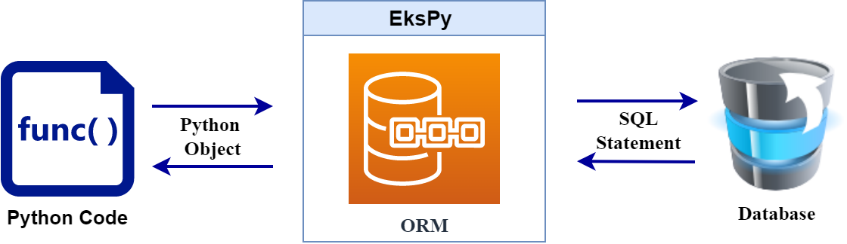 EksPy
func( )
Python
Object
SQL
Statement
Python Code
ORM
Database